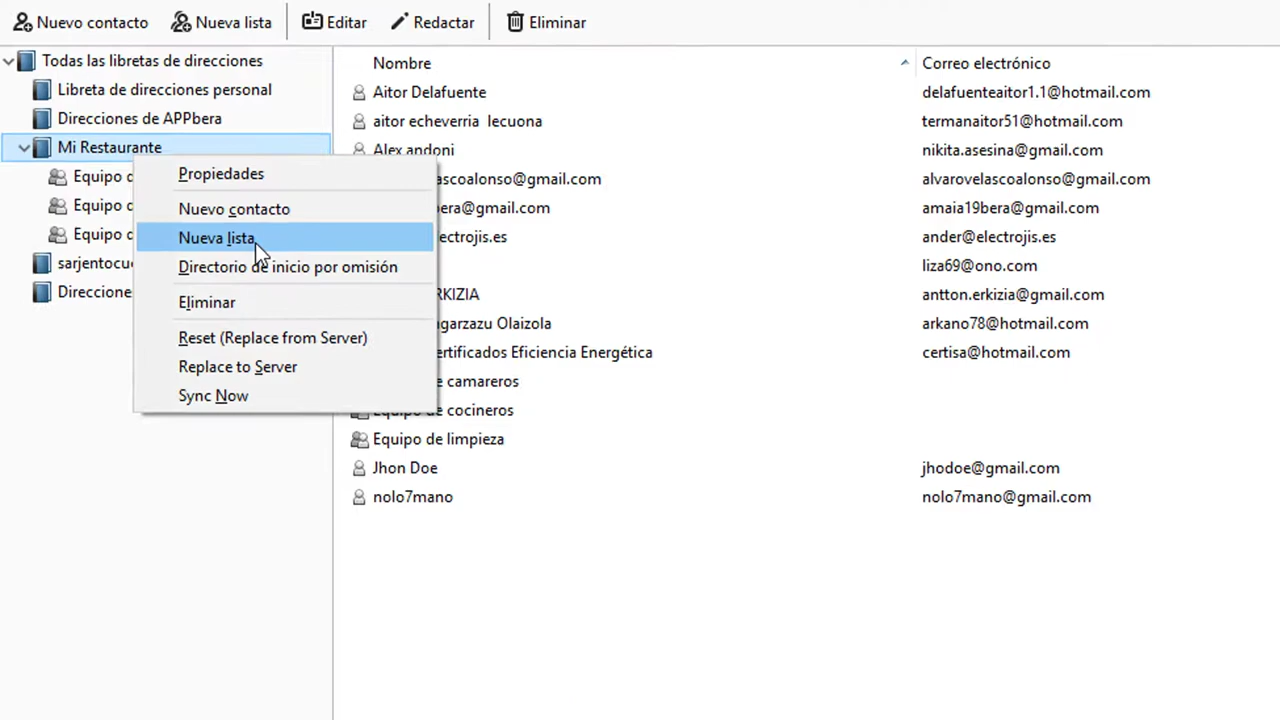 Nuevo contacto Nueva lista Editar Redactar Eliminar
Todas las libretas de direcciones
Libreta de direcciones personal
Direcciones de APPbera
Mi Restaurante
Equipo d
Equipo d
Equipo d
sarjentocu
Direccione
Propiedades
Nuevo contacto
Nueva lista
Directorio de inicio por omisión
Eliminar
Reset (Replace from Server)
Replace to Server
Sync Now
Nombre Correo electrónico
Aitor Delafuente delafuenteaitor1.1@hotmail.com
aitor echeverria lecuona termanaitor51@hotmail.com
Alex andoni nikita.asesina@gmail.com
ascoalonso@gmail.com alvarovelascoalonso@gmail.com
bera@gmail.com amaia19bera@gmail.com
ectrojis.es ander@electrojis.es
liza69@ono.com
RKIZIA antton.erkizia@gmail.com
garzazu Olaizola arkano78@hotmail.com
ertificados Eficiencia Energética certisa@hotmail.com
e camareros
Equipo de cocineros
Equipo de limpieza
Jhon Doe jhodoe@gmail.com
nolo7mano nolo7mano@gmail.com